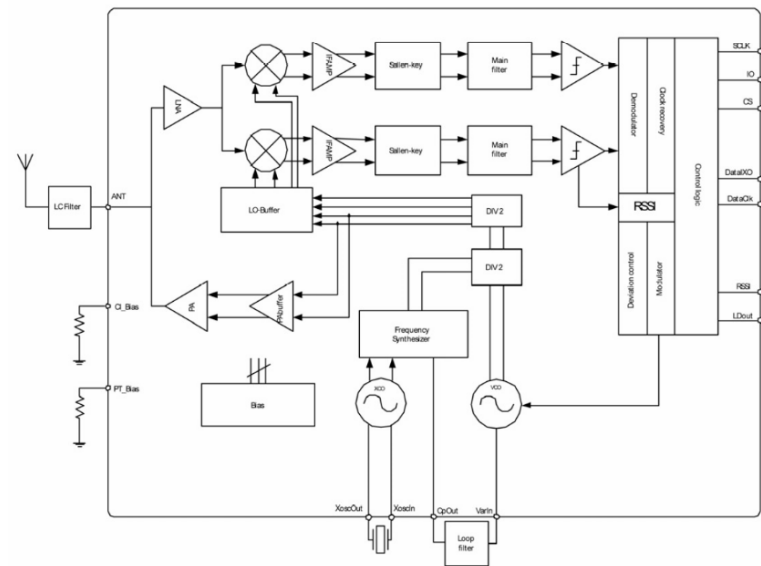 SCLK
IFAMP
Sallen-key
Main
filter
IO
LNA
Demodulator
Clock recovery
CS
IFAMP
Sallen-key
Main
filter
Control logic
DataIXO
ANT
LC Filter
LO-Buffer
DIV 2
RSSI
DataClk
DIV 2
Deviation control
Modulator
RSSI
CI_Bias
PA
PAbuffer
Frequency
Synthesizer
LDout
PT_Bias
Bias
XCO
VCO
XoscOut
XoscIn
CpOut
VarIn
Loop
filter